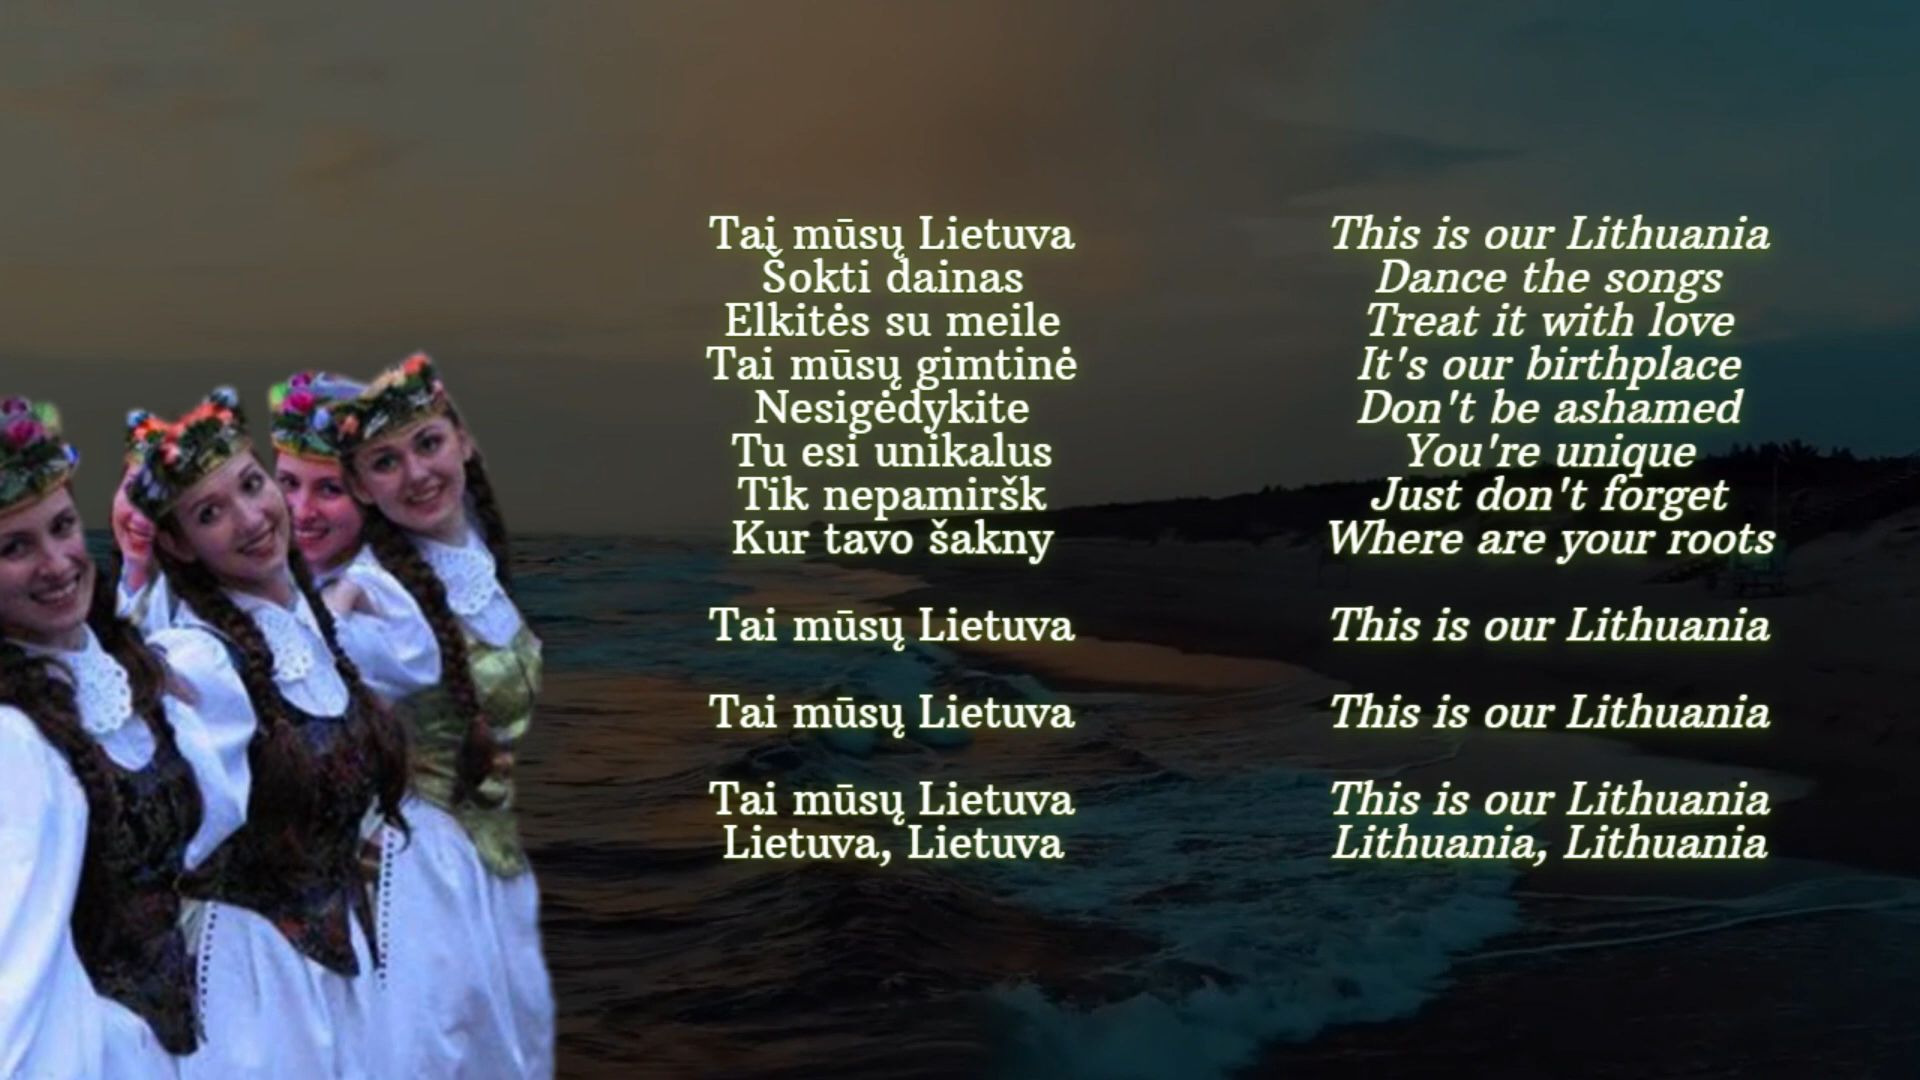 Tai mūsų Lietuva
Šokti dainas
Elkitės su meile
Tai mūsų gimtinė
Nesigėdykite
Tu esi unikalus
Tik nepamiršk
Kur tavo šakny
Tai mūsų Lietuva
Tai mūsų Lietuva
Tai mūsų Lietuva
Lietuva, Lietuva
This is our Lithuania
Dance the songs
Treat it with love
It's our birthplace
Don't be ashamed
You're unique
Just don't forget
Where are your roots
This is our Lithuania
This is our Lithuania
This is our Lithuania
Lithuania, Lithuania